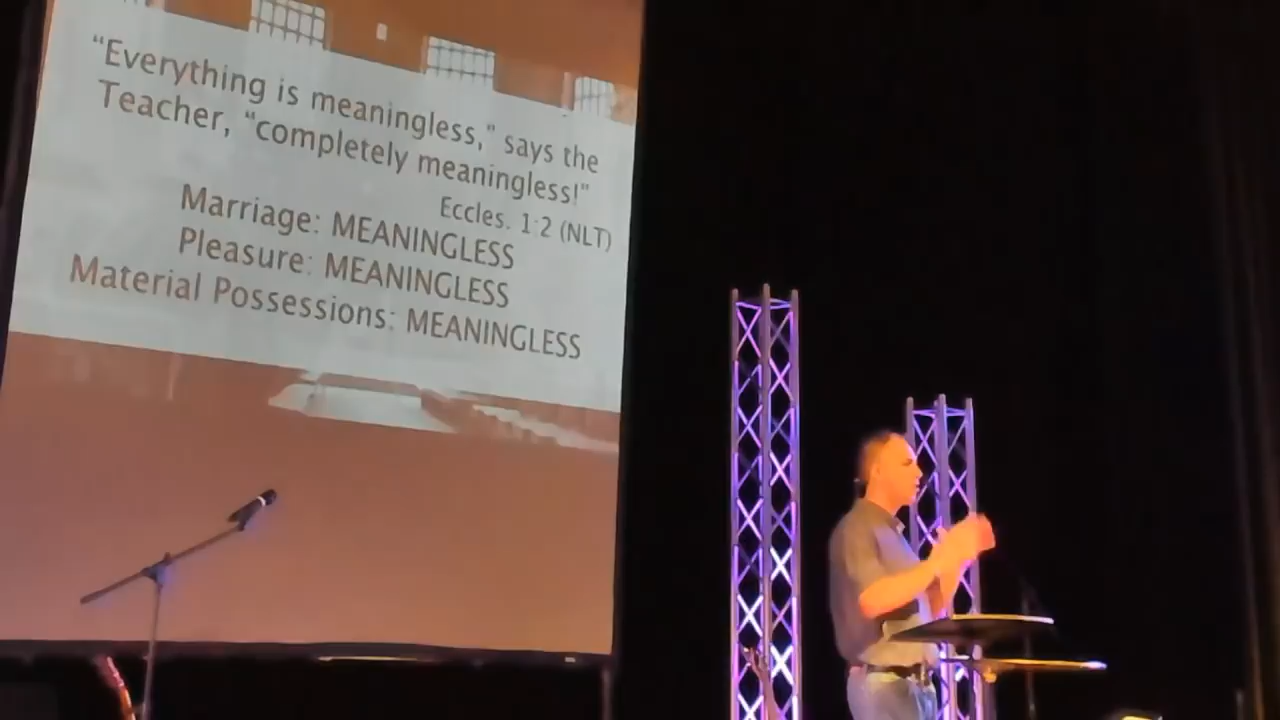 “Everything is meaningless,” says the
Teacher, “completely meaningless!”
Eccles. 1:2 (NLT)
Marriage: MEANINGLESS
Pleasure: MEANINGLESS
Material Possessions: MEANINGLESS